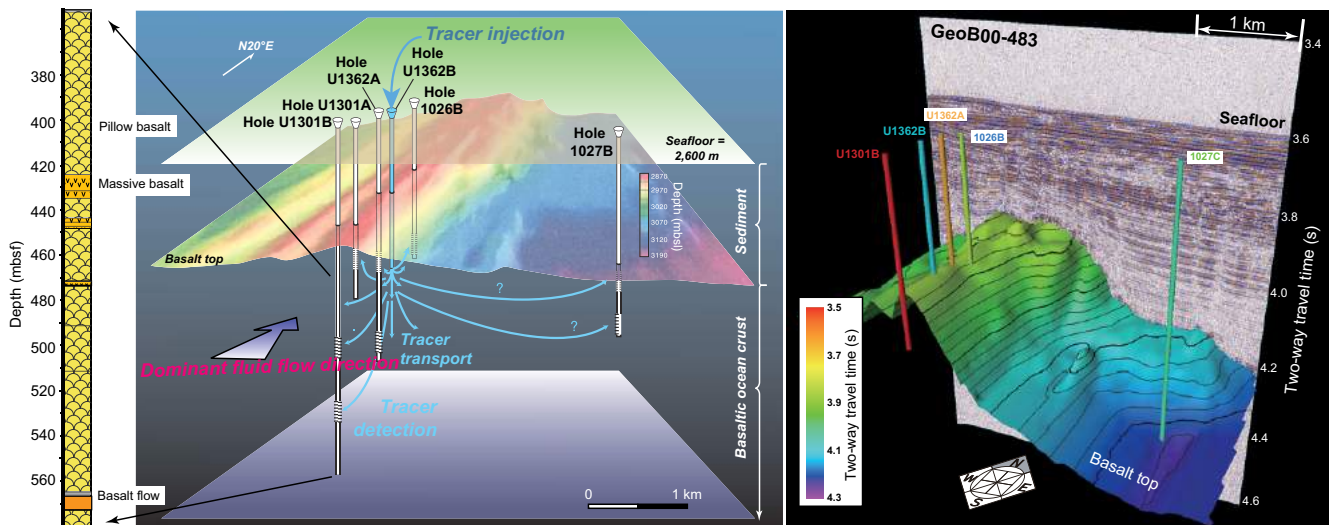 Depth (mbsf)
380
400
420
440
460
480
500
520
540
560
Pillow basalt
Massive basalt
Basalt flow
N20°E
Tracer injection
Hole
U1362A
Hole
U1362B
Hole
1026B
Hole U1301A
Hole U1301B
Hole
1027B
Seafloor =
2,600 m
2870
2970
3020
3070
3120
3190
Depth (mbsl)
Basalt top
Sediment
Basaltic ocean crust
?
?
Tracer
transport
Dominant fluid flow direction
Tracer
detection
0
1 km
GeoB00-483
1 km
3.4
Seafloor
3.6
3.8
4.0
4.2
4.4
4.6
Two-way travel time (s)
U1362A
U1362B
1026B
U1301B
1027C
3.5
3.7
3.9
4.1
4.3
Two-way travel time (s)
Basalt top
N
W
E
S